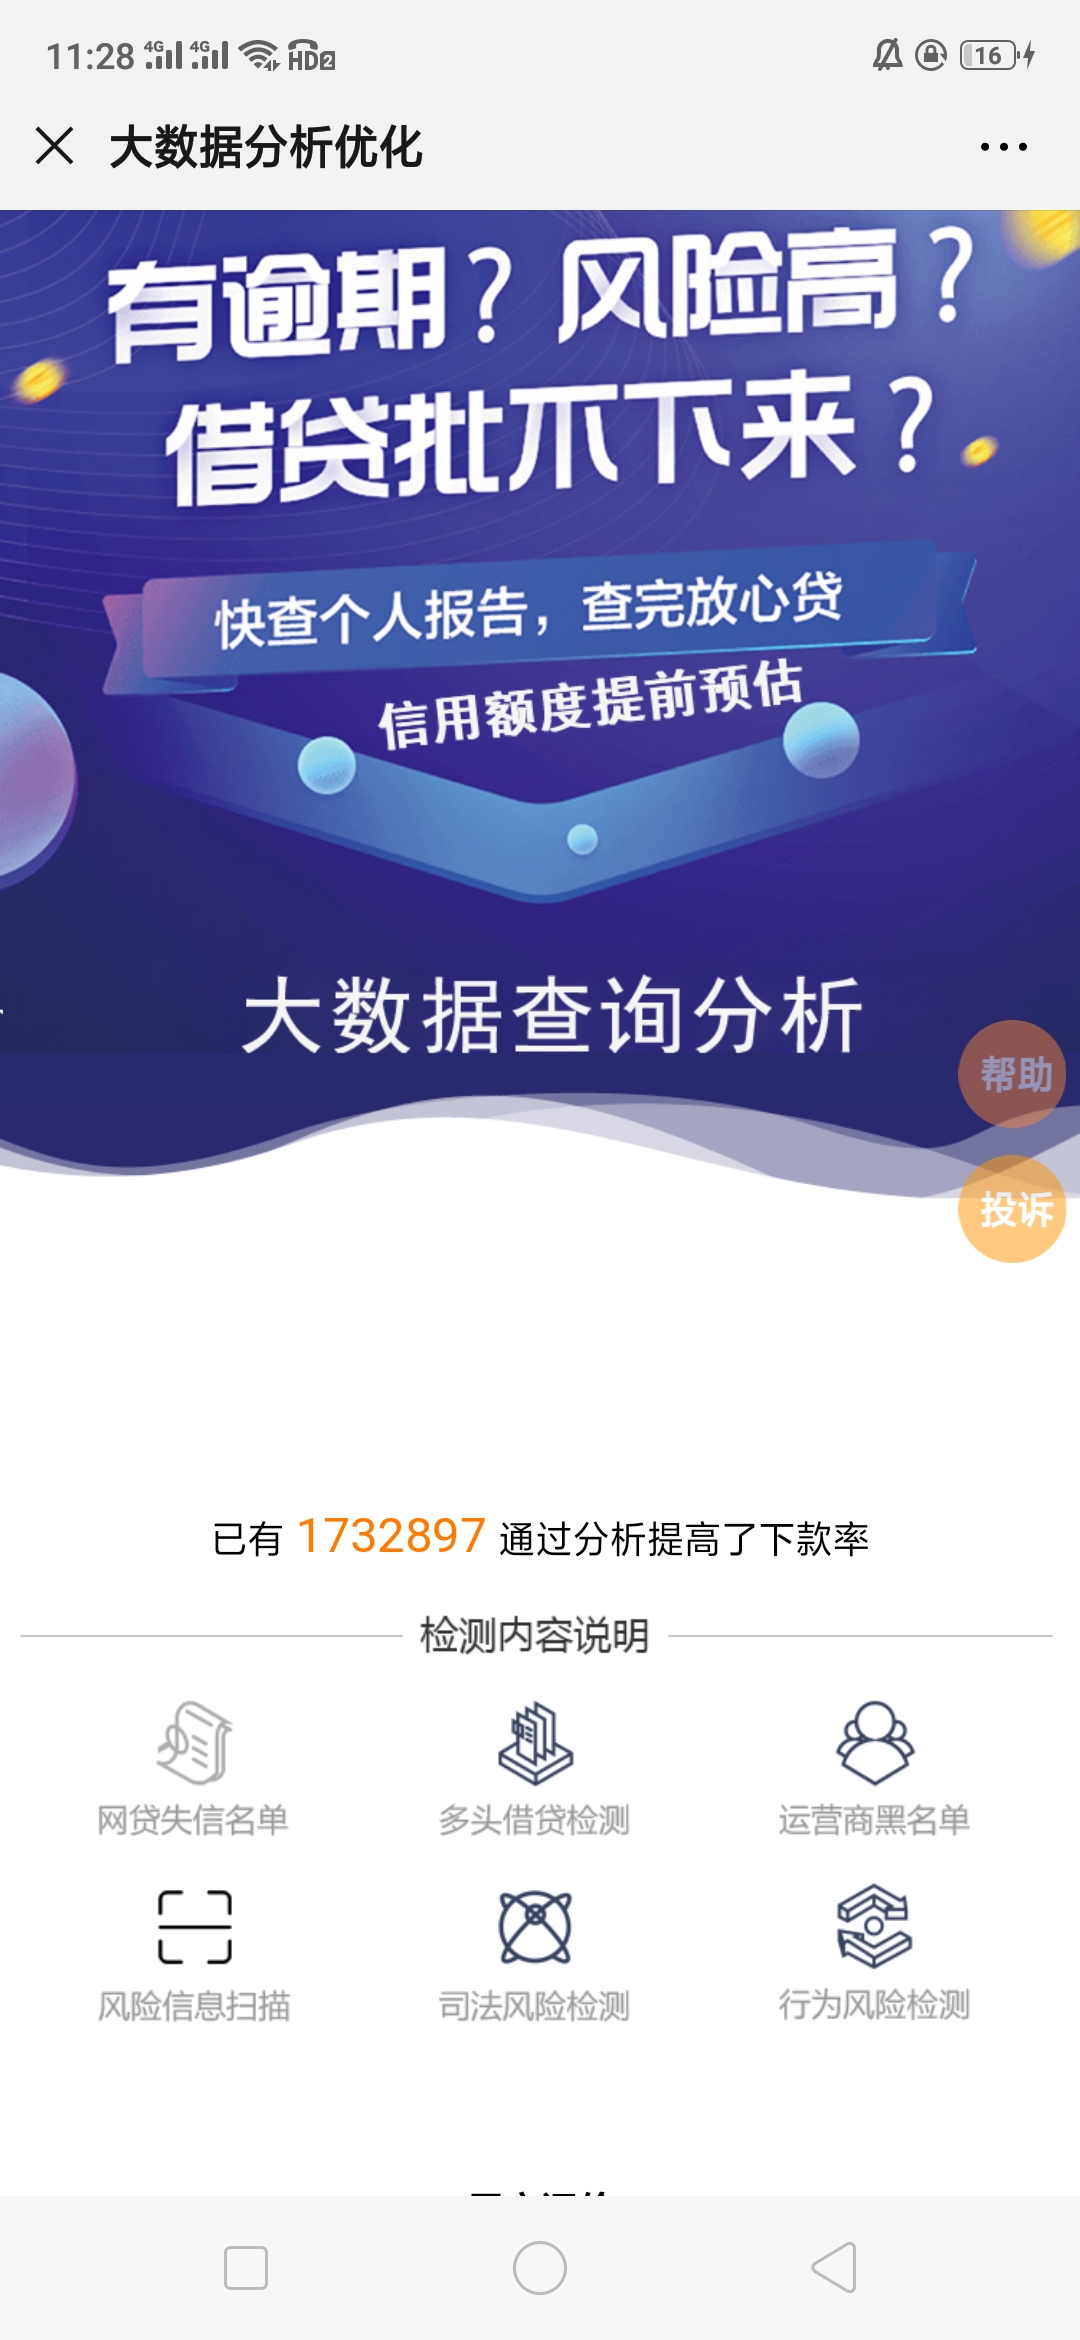 11:28 4G 4G HD2 16
大数据分析优化
有逾期？风险高？
借贷批不下来？
快查个人报告，查完放心贷
信用额度提前预估
大数据查询分析
帮助
投诉
已有 1732897 通过分析提高了下款率
检测内容说明
网贷失信名单 多头借贷检测 运营商黑名单
风险信息扫描 司法风险检测 行为风险检测